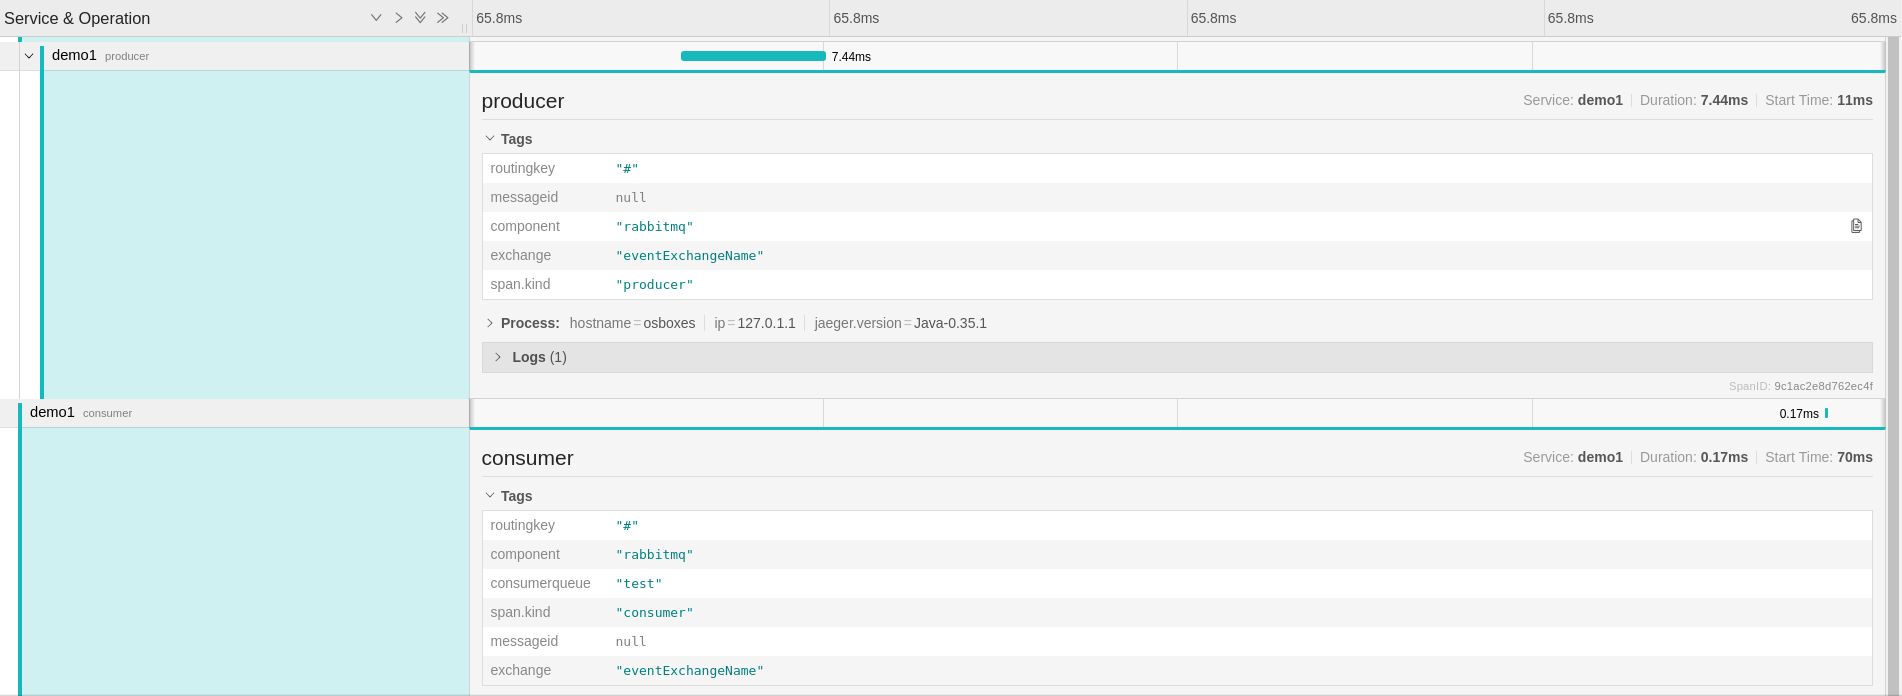 Service & Operation 65.8ms 65.8ms 65.8ms 65.8ms 65.8ms
demo1 producer 7.44ms
producer Service: demo1 Duration: 7.44ms Start Time: 11ms
Tags
routingkey "#"
messageid null
component "rabbitmq"
exchange "eventExchangeName"
span.kind "producer"
Process: hostname = osboxes ip = 127.0.1.1 jaeger.version = Java-0.35.1
Logs (1)
SpanID: 9c1ac2e8d762ec4f
demo1 consumer 0.17ms
consumer Service: demo1 Duration: 0.17ms Start Time: 70ms
Tags
routingkey "#"
component "rabbitmq"
consumerqueue "test"
span.kind "consumer"
messageid null
exchange "eventExchangeName"